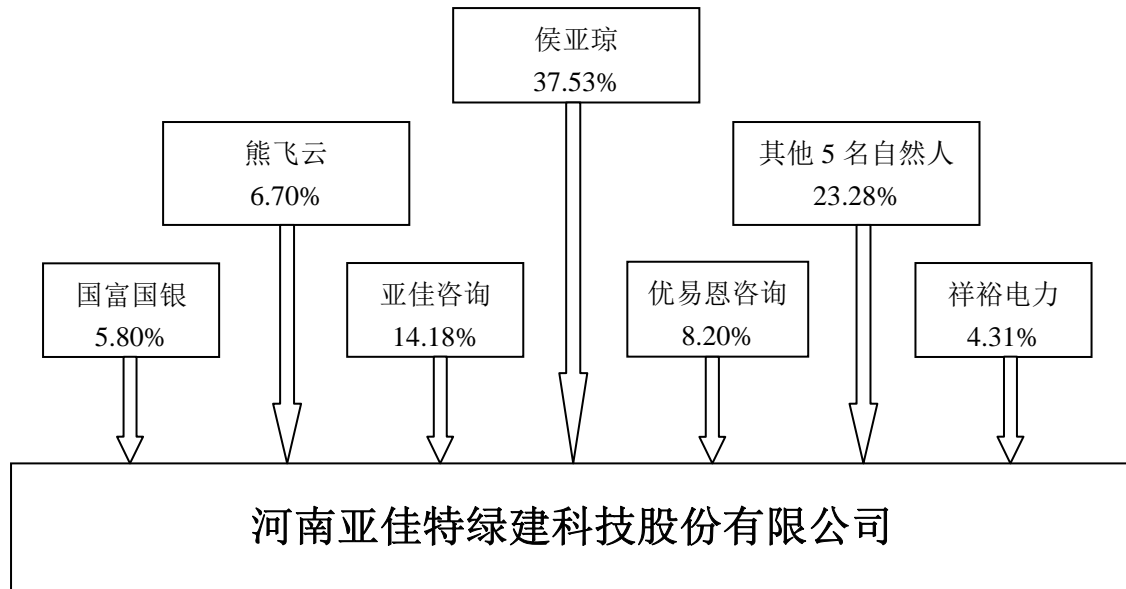 侯亚琼
37.53%
熊飞云
6.70%
其他 5 名自然人
23.28%
国富国银
5.80%
亚佳咨询
14.18%
优易恩咨询
8.20%
祥裕电力
4.31%
河南亚佳特绿建科技股份有限公司